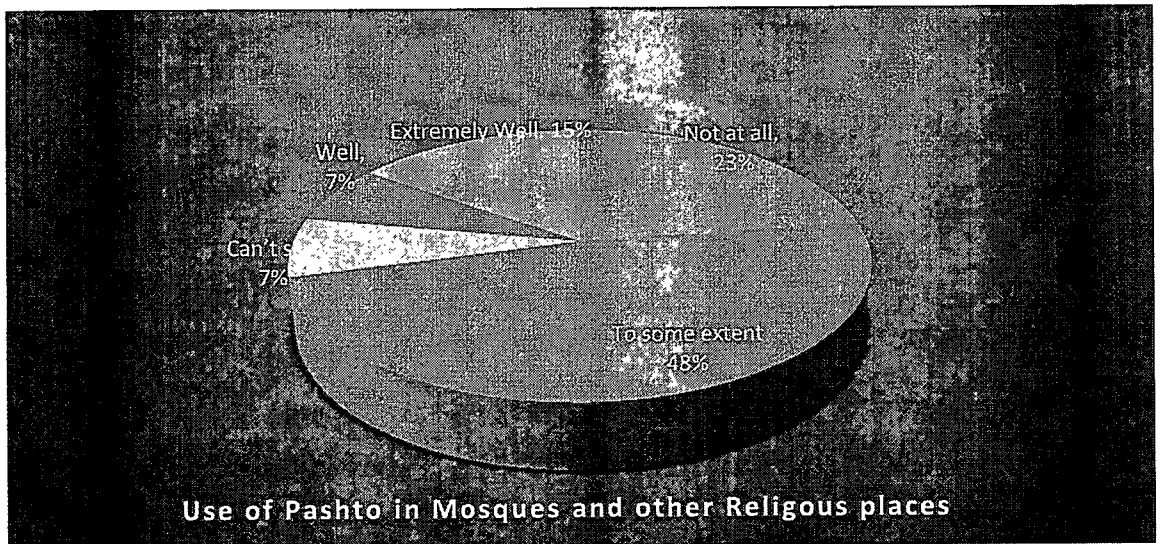 Extremely Well, 15%
Not at all,
23%
Well,
7%
Can't s
7%
To some extent
48%
Use of Pashto in Mosques and other Religous places